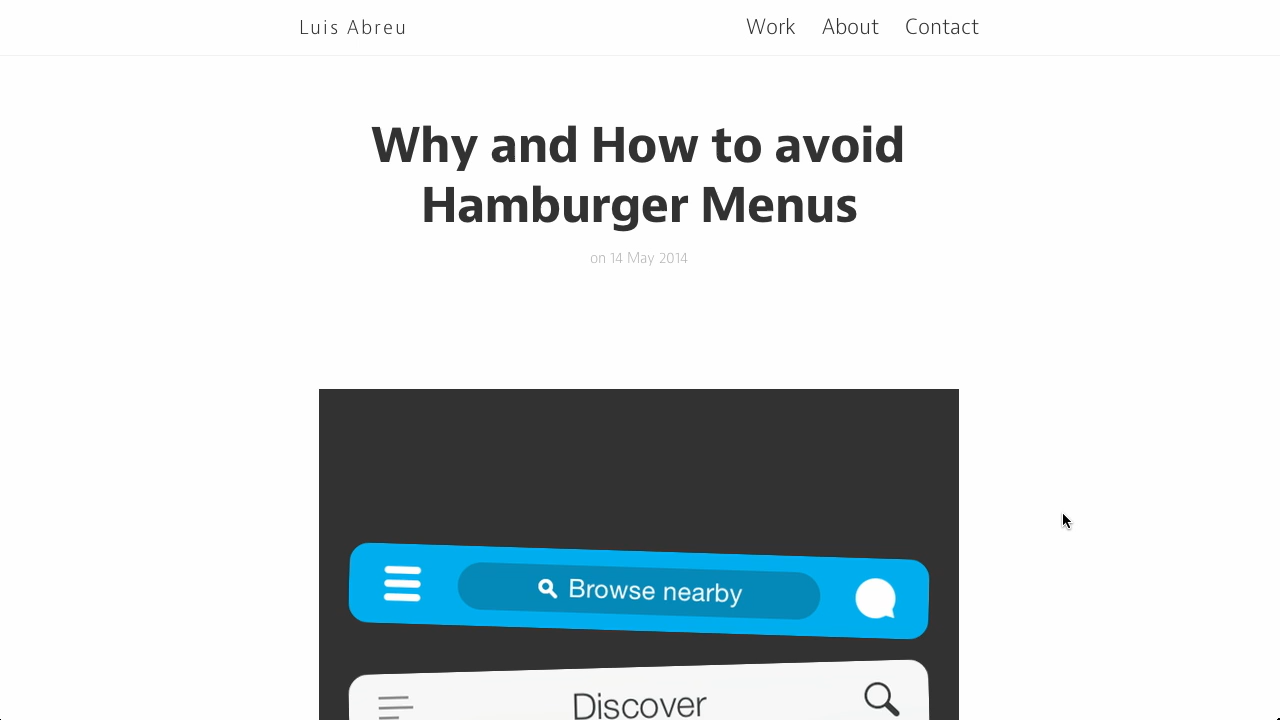 Luis Abreu
Work About Contact
Why and How to avoid
Hamburger Menus
on 14 May 2014
Browse nearby
Discover